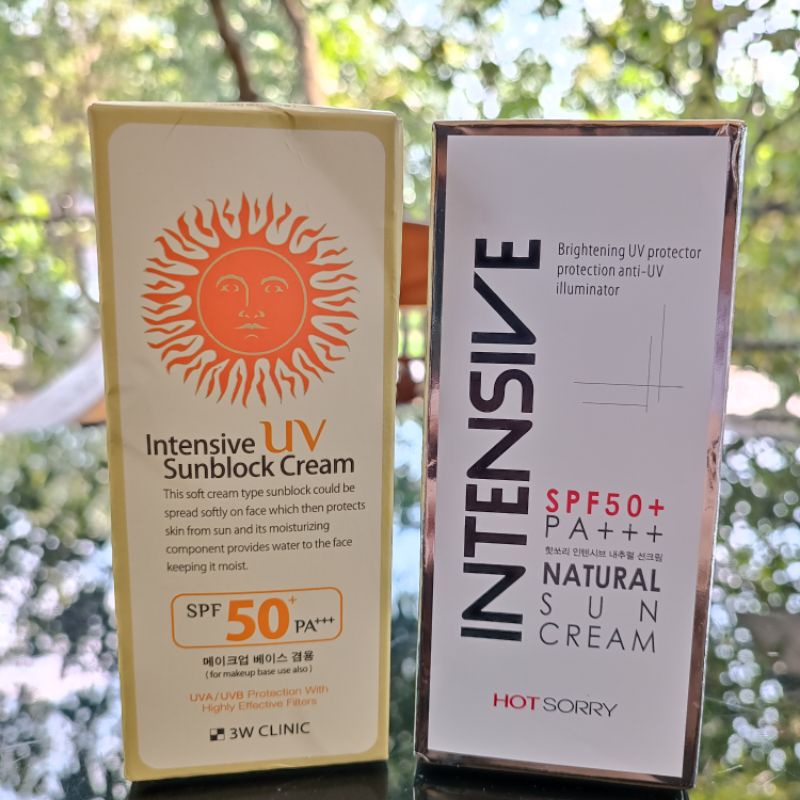 Intensive UV
Sunblock Cream
This soft cream type sunblock could be
spread softly on face which then protects
skin from sun and its moisturizing
component provides water to the face
keeping it moist.
SPF 50+ PA+++
메이크업 베이스 겸용
( for makeup base use also )
UVA / UVB Protection With
Highly Effective Filters
3W CLINIC
INTENSIVE
Brightening UV protector
protection anti-UV
illuminator
SPF50+
PA+++
핫쏘리 인텐시브 내추럴 선크림
NATURAL
SUN
CREAM
HOT SORRY